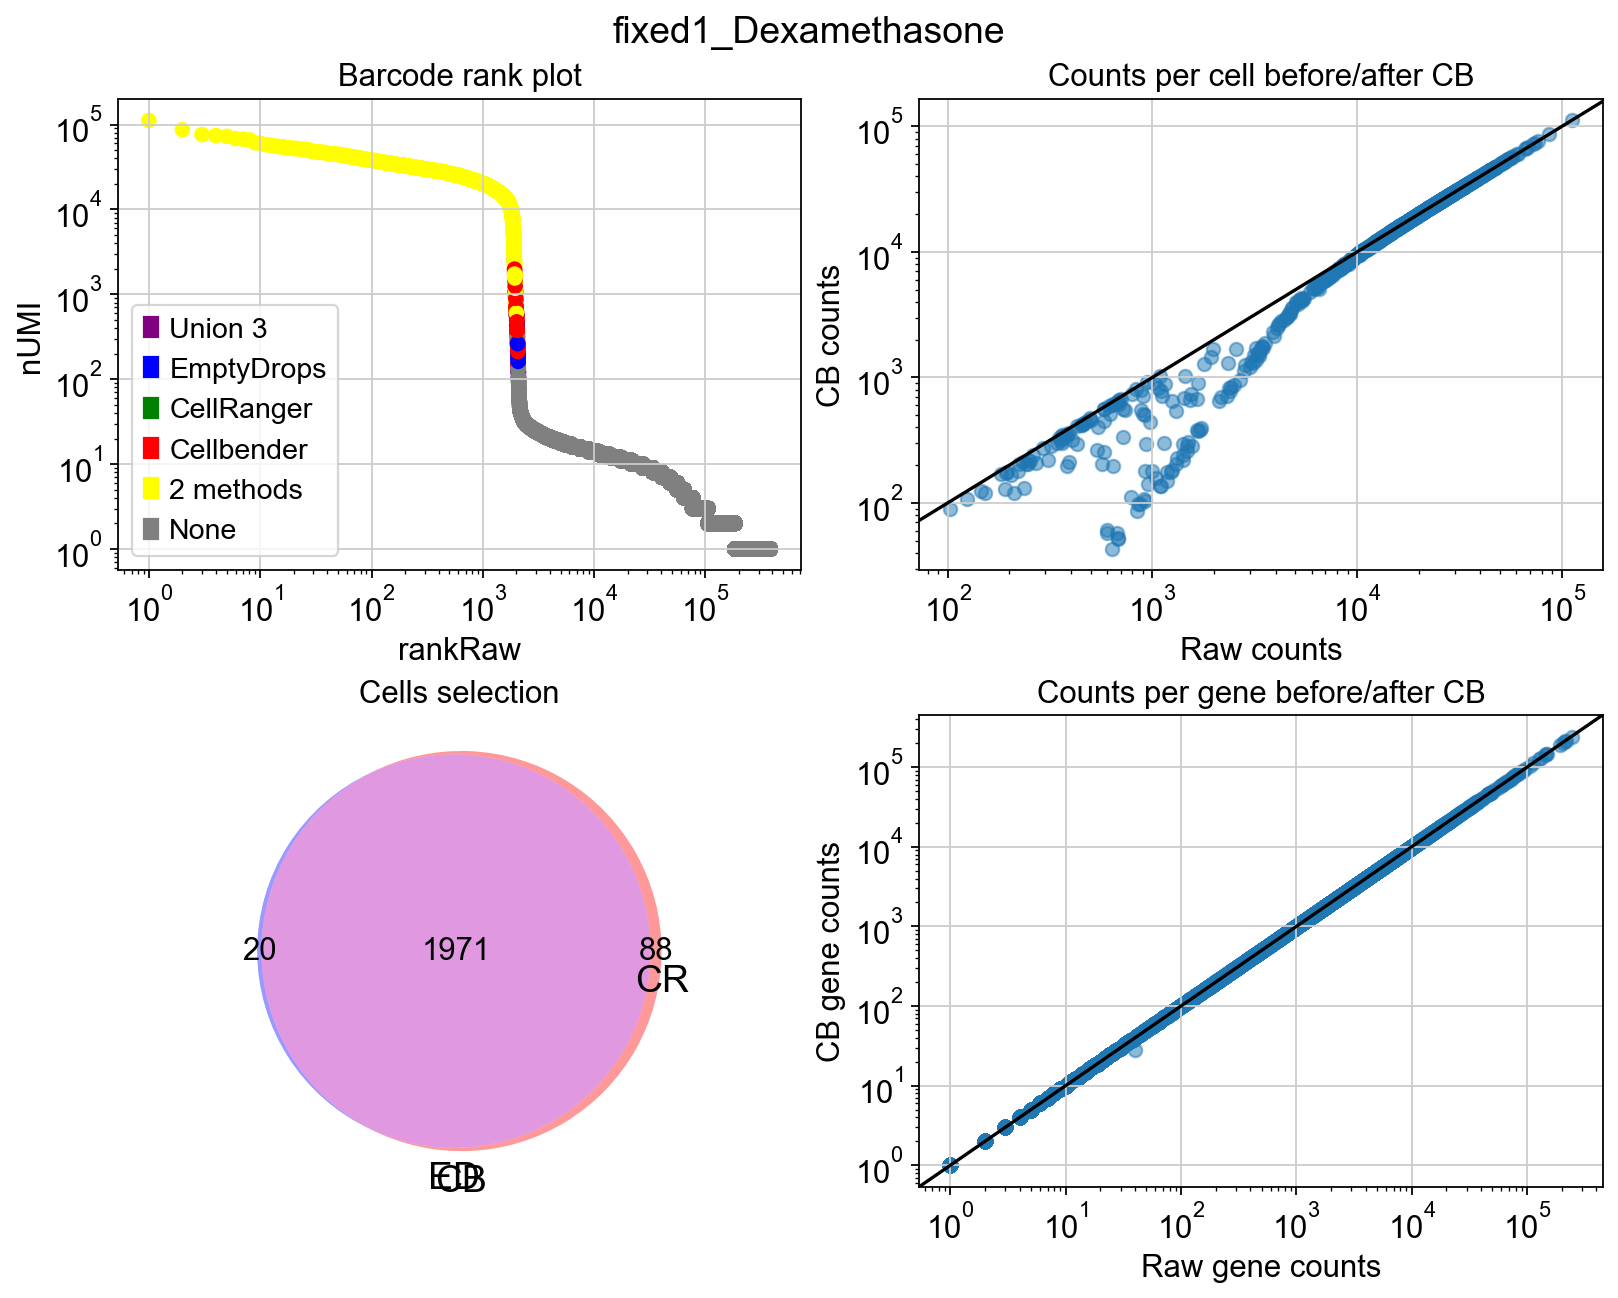 fixed1_Dexamethasone
Barcode rank plot
nUMI
10^5
10^4
10^3
10^2
10^1
10^0
Union 3
EmptyDrops
CellRanger
Cellbender
2 methods
None
10^0 10^1 10^2 10^3 10^4 10^5
rankRaw
Counts per cell before/after CB
CB counts
10^5
10^4
10^3
10^2
10^2 10^3 10^4 10^5
Raw counts
Cells selection
20 1971 88
CR
ED
CB
Counts per gene before/after CB
CB gene counts
10^5
10^4
10^3
10^2
10^1
10^0
10^0 10^1 10^2 10^3 10^4 10^5
Raw gene counts